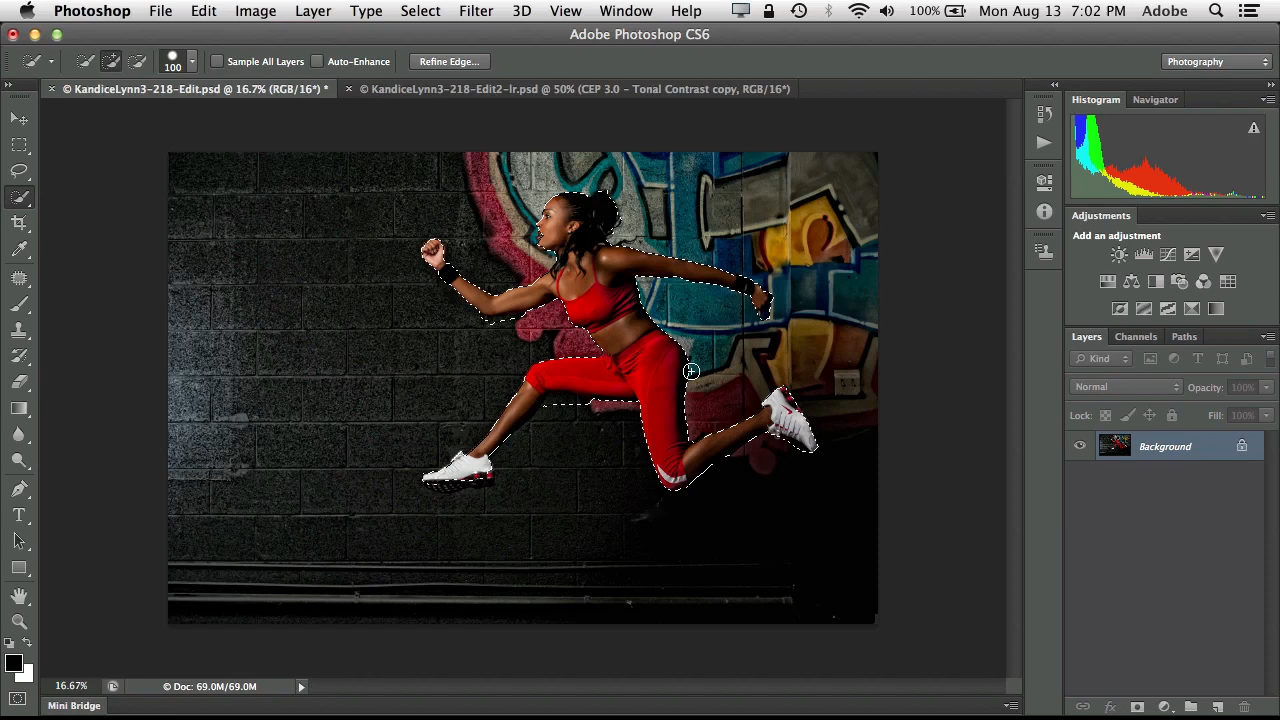 Photoshop File Edit Image Layer Type Select Filter 3D View Window Help 100% Mon Aug 13 7:02 PM Adobe
Adobe Photoshop CS6
100 Sample All Layers Auto-Enhance Refine Edge... Photography
× © KandiceLynn3-218-Edit.psd @ 16.7% (RGB/16*) * × © KandiceLynn3-218-Edit2-lr.psd @ 50% (CEP 3.0 - Tonal Contrast copy, RGB/16*)
Histogram Navigator
Adjustments
Add an adjustment
Layers Channels Paths
Kind
Normal Opacity: 100%
Lock: Fill: 100%
Background
16.67% © Doc: 69.0M/69.0M
Mini Bridge